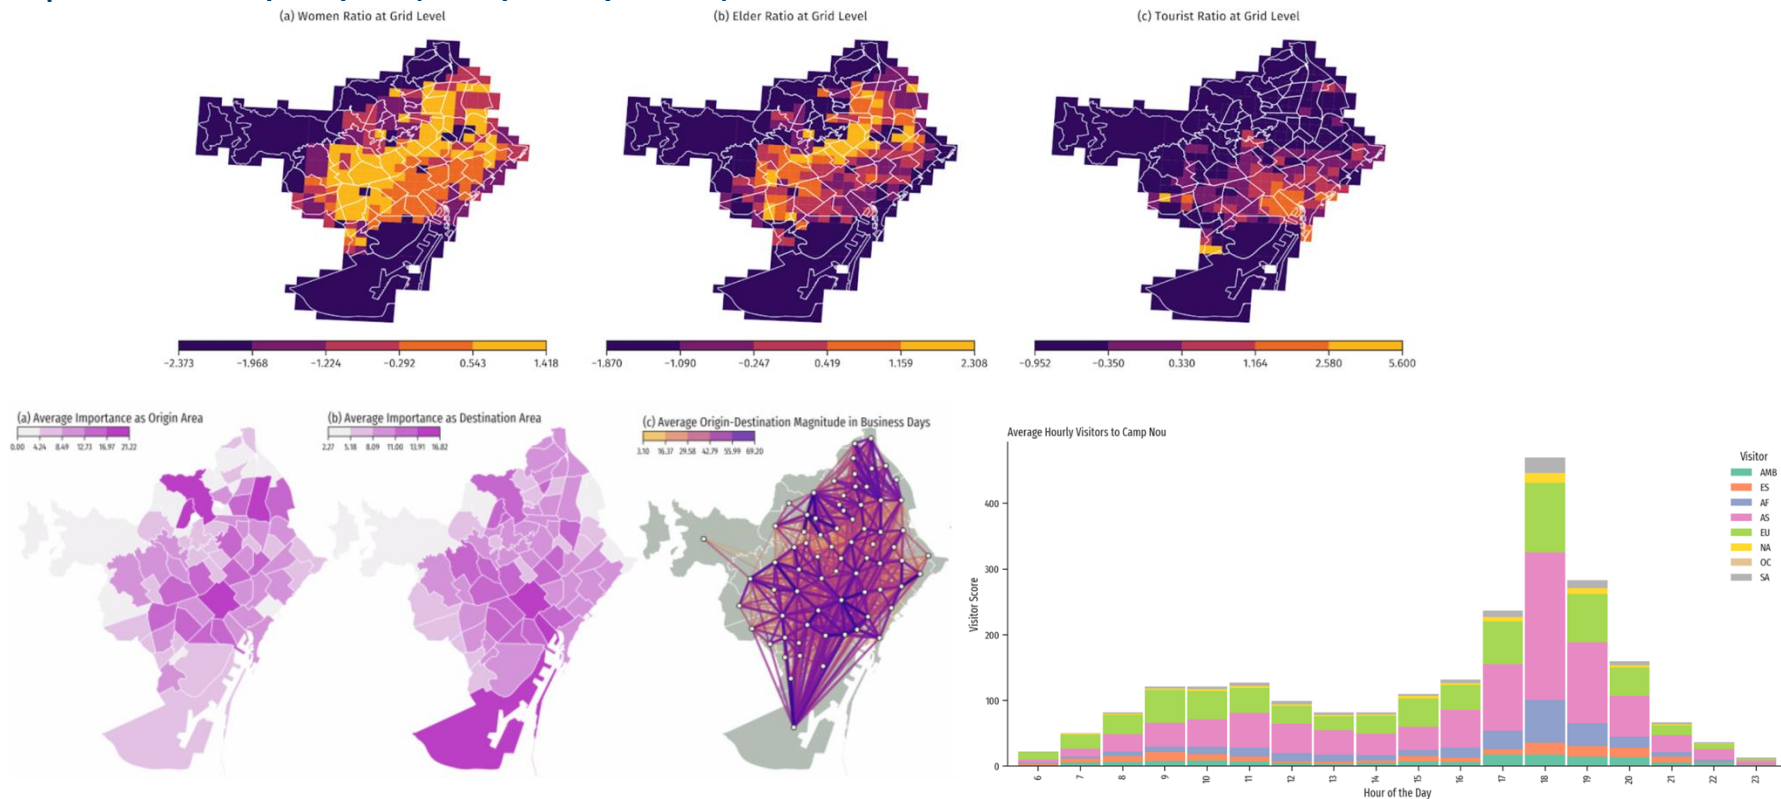 (a) Women Ratio at Grid Level
(b) Elder Ratio at Grid Level
(c) Tourist Ratio at Grid Level
−2.373 −1.968 −1.224 −0.292 0.543 1.418
−1.870 −1.090 −0.247 0.419 1.159 2.308
−0.952 −0.350 0.330 1.164 2.580 5.600
(a) Average Importance as Origin Area
0.00 4.24 8.49 12.73 16.97 21.22
(b) Average Importance as Destination Area
2.27 5.18 8.09 11.00 13.91 16.82
(c) Average Origin-Destination Magnitude in Business Days
3.10 16.37 29.58 42.79 55.99 69.20
Average Hourly Visitors to Camp Nou
Visitor
AMB
ES
AF
AS
EU
NA
OC
SA
Visitor Score
400
300
200
100
0
6 7 8 9 10 11 12 13 14 15 16 17 18 19 20 21 22 23
Hour of the Day